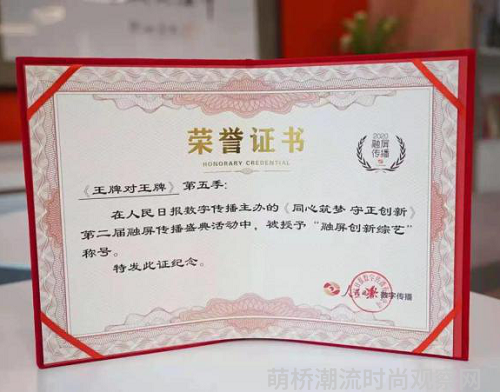 荣誉证书
HONORARY CREDENTIAL
2020
融屏
传播
《王牌对王牌》第五季：
在人民日报数字传播主办的《同心筑梦 守正创新》
第二届融屏传播盛典活动中，被授予“融屏创新综艺”
称号。
特发此证纪念。
人民日报 数字传播
萌桥潮流时尚观察网